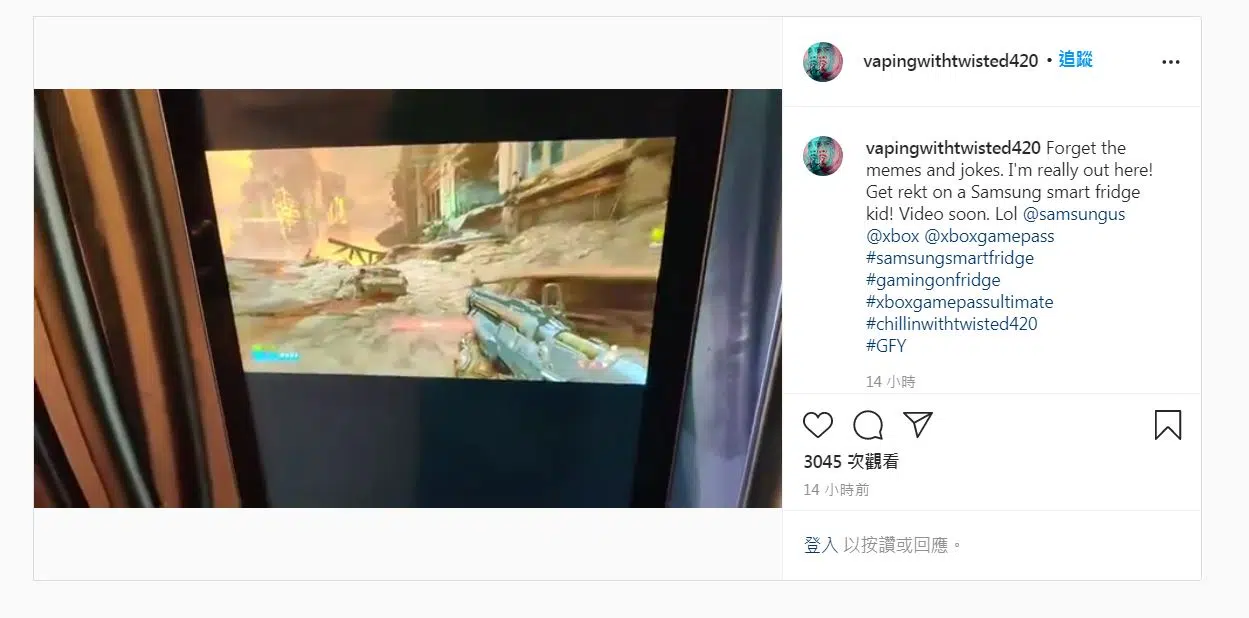 vapingwithtwisted420 • 追蹤
vapingwithtwisted420 Forget the
memes and jokes. I'm really out here!
Get rekt on a Samsung smart fridge
kid! Video soon. Lol @samsungus
@xbox @xboxgamepass
#samsungsmartfridge
#gamingonfridge
#xboxgamepassultimate
#chillinwithtwisted420
#GFY
14 小時
3045 次觀看
14 小時前
登入 以按讚或回應。